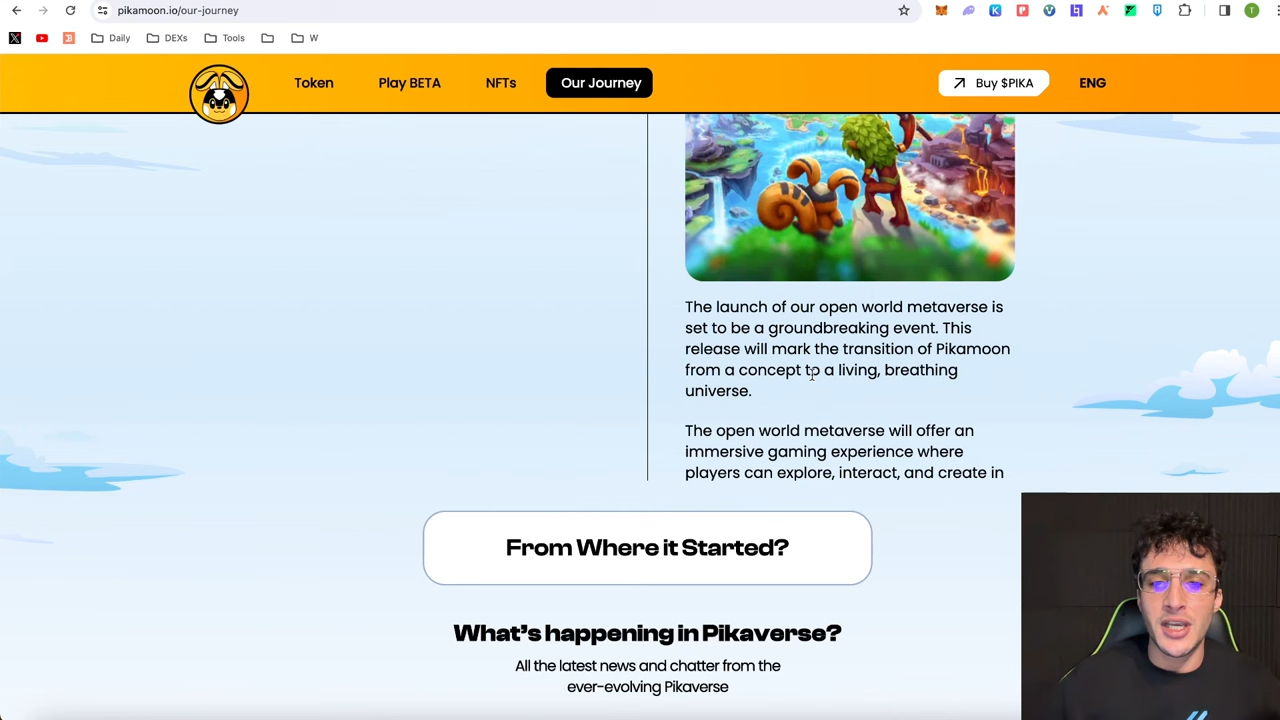 pikamoon.io/our-journey
Daily
DEXs
Tools
W
Token
Play BETA
NFTs
Our Journey
Buy $PIKA
ENG
The launch of our open world metaverse is
set to be a groundbreaking event. This
release will mark the transition of Pikamoon
from a concept to a living, breathing
universe.
The open world metaverse will offer an
immersive gaming experience where
players can explore, interact, and create in
From Where it Started?
What's happening in Pikaverse?
All the latest news and chatter from the
ever-evolving Pikaverse